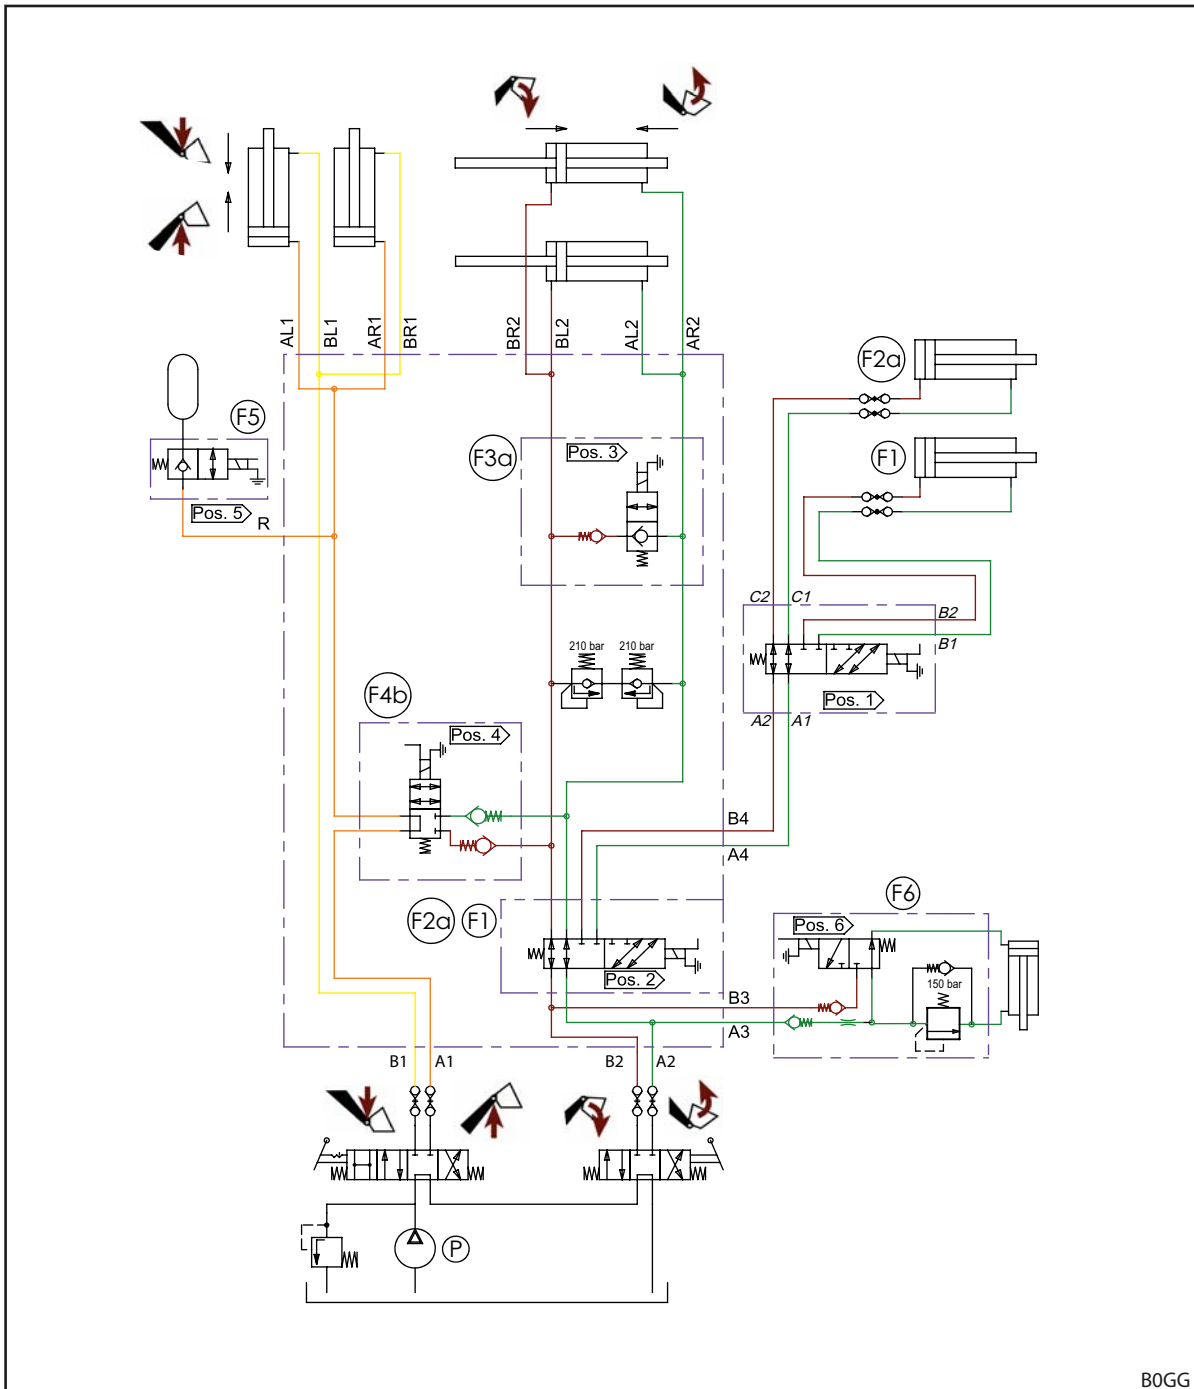 AL1
BL1
AR1
BR1
BR2
BL2
AL2
AR2
F2a
F5
F3a
Pos. 3
F1
Pos. 5
R
C2
C1
B2
B1
210 bar
210 bar
F4b
Pos. 1
Pos. 4
A2
A1
B4
A4
F2a
F1
F6
Pos. 6
Pos. 2
150 bar
B3
A3
B1
A1
B2
A2
P
B0GG